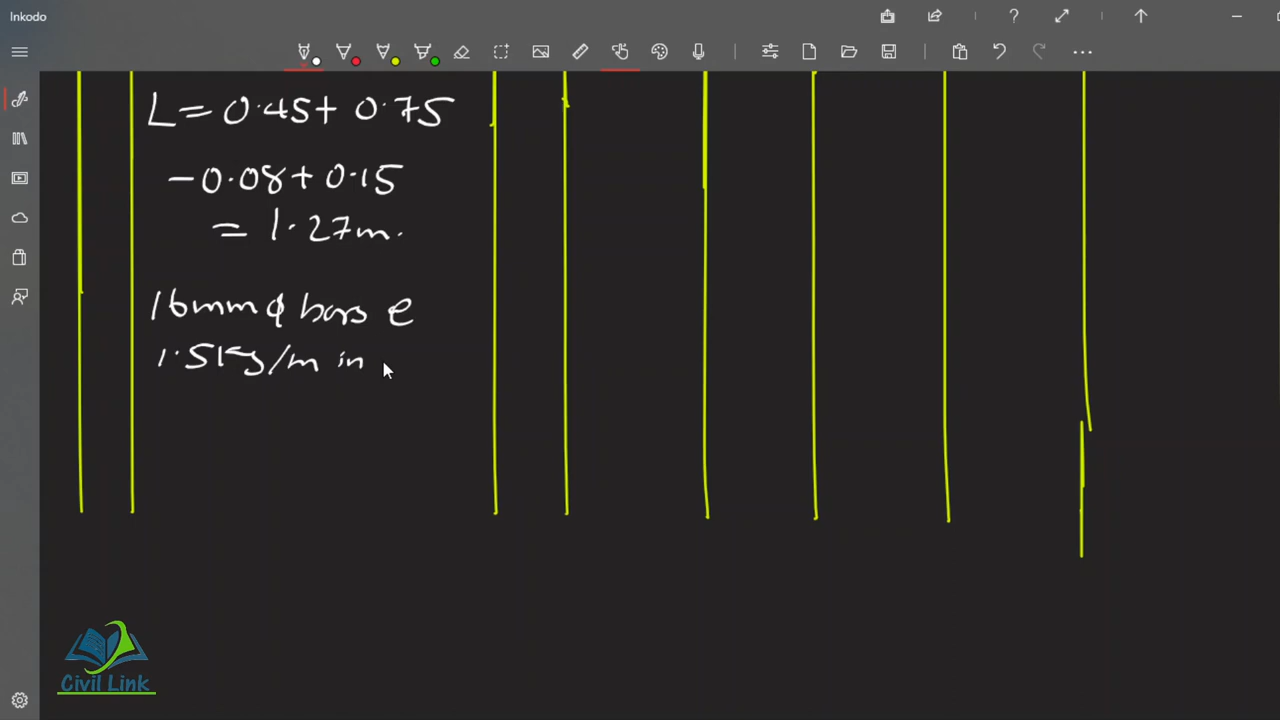 Inkodo
L = 0.45 + 0.75
- 0.08 + 0.15
= 1.27m.
16mm φ bars @
1.5Kg/m in
Civil Link